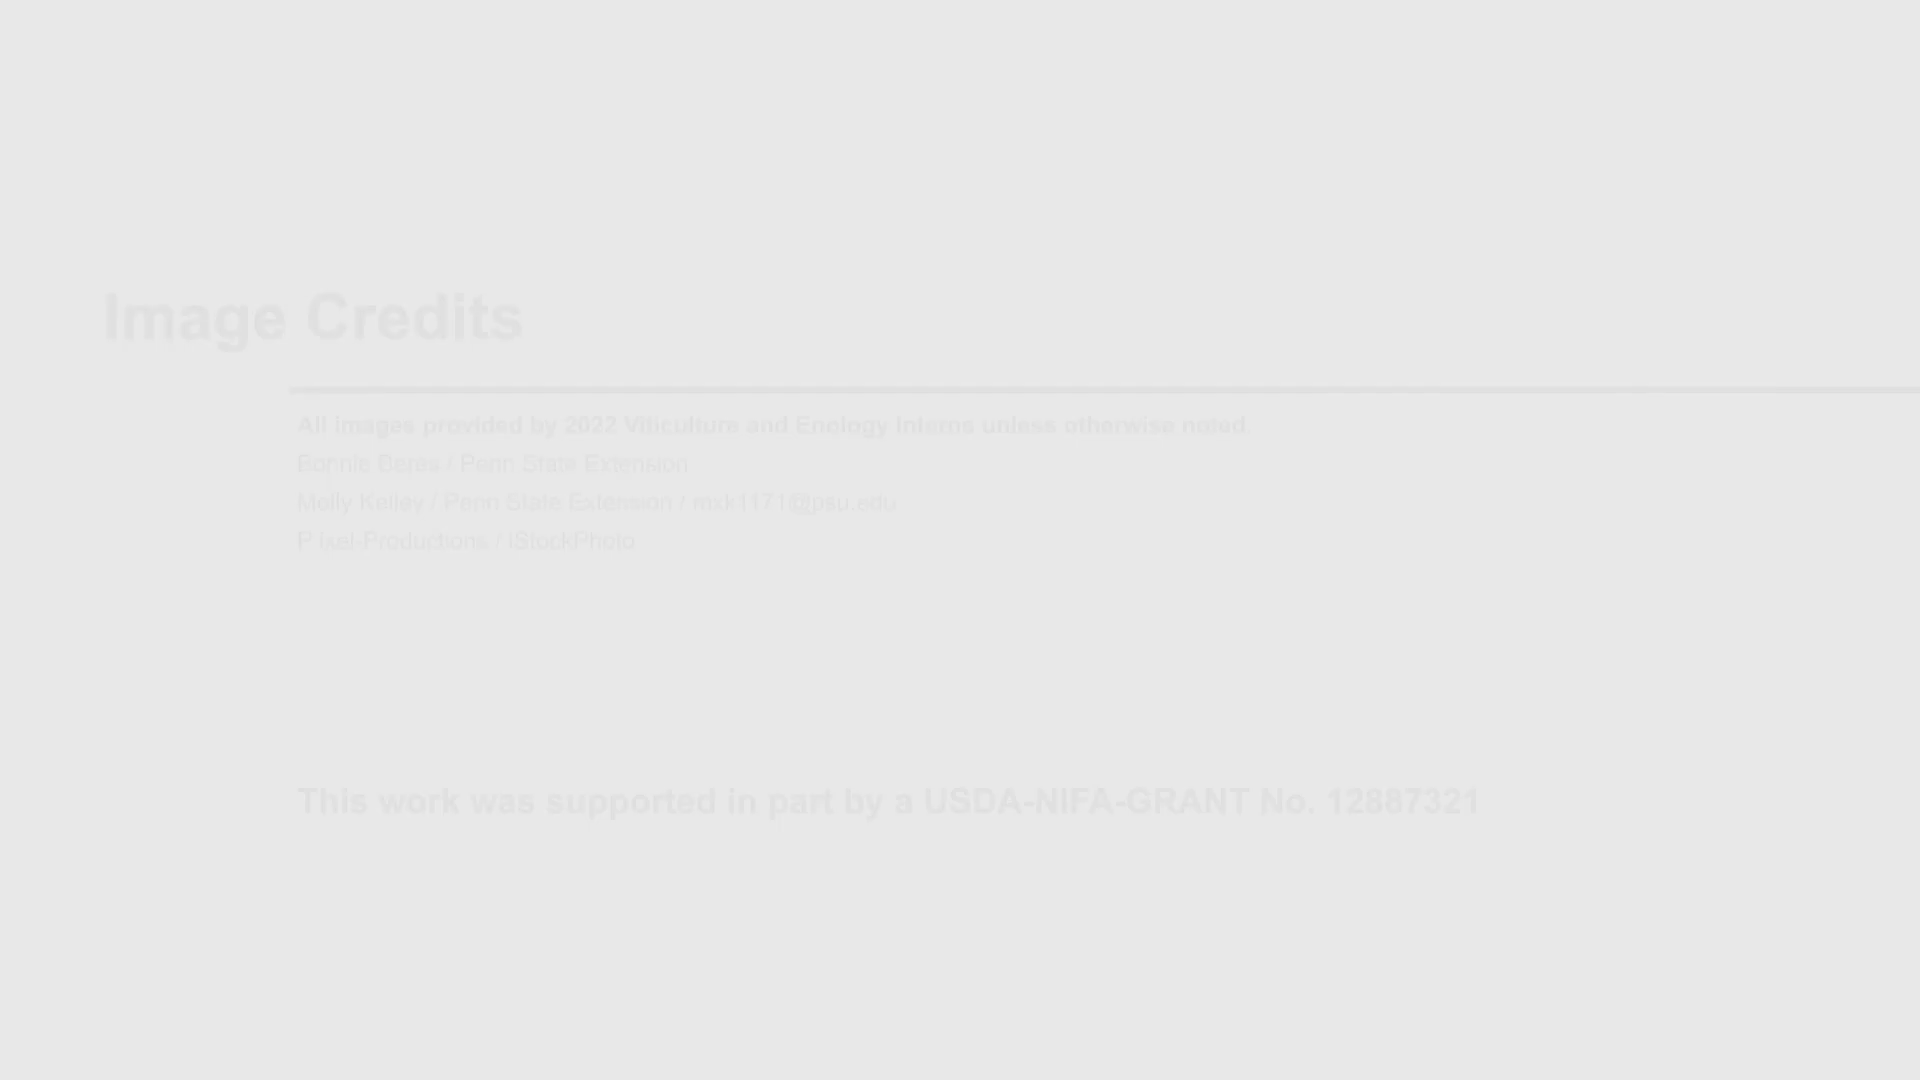 Image Credits
All images provided by 2022 Viticulture and Enology Interns unless otherwise noted.
Bonnie Beres / Penn State Extension
Molly Kelley / Penn State Extension / mxk1171@psu.edu
Pixel-Productions / iStockPhoto
This work was supported in part by a USDA-NIFA-GRANT No. 12887321